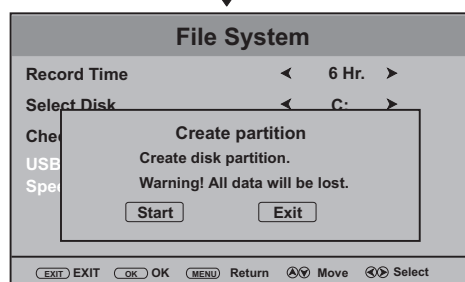 File System
Record Time 6 Hr.
Select Disk C:
Create partition
Create disk partition.
USB
Warning! All data will be lost.
Start Exit
EXIT EXIT OK OK MENU Return Move Select